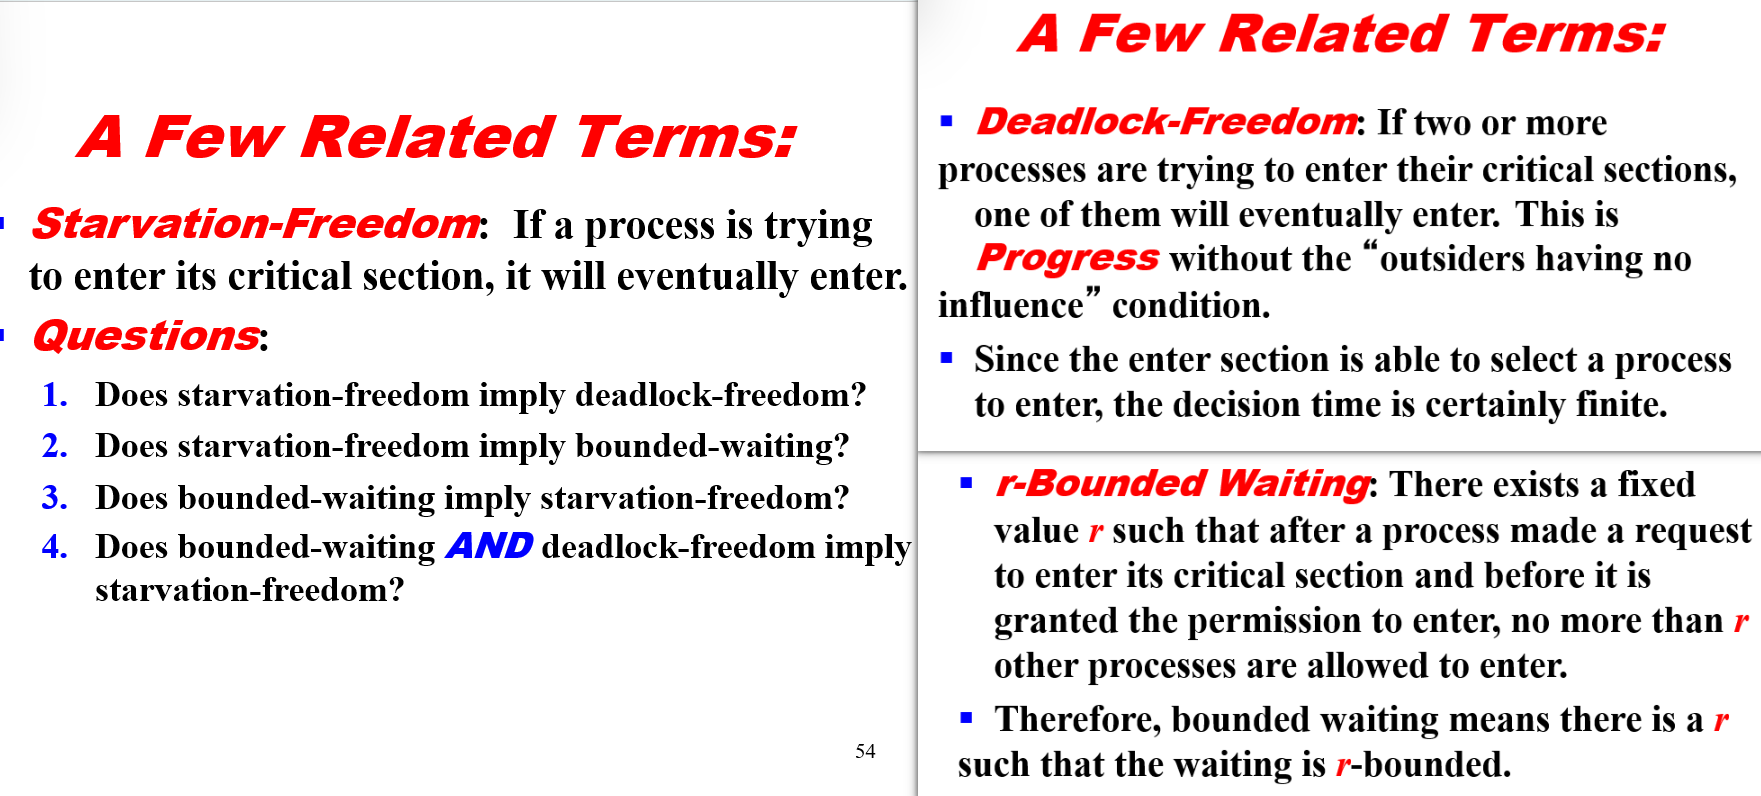 A Few Related Terms:
▪ Starvation-Freedom: If a process is trying
to enter its critical section, it will eventually enter.
▪ Questions:
1. Does starvation-freedom imply deadlock-freedom?
2. Does starvation-freedom imply bounded-waiting?
3. Does bounded-waiting imply starvation-freedom?
4. Does bounded-waiting AND deadlock-freedom imply
starvation-freedom?
54
A Few Related Terms:
▪ Deadlock-Freedom: If two or more
processes are trying to enter their critical sections,
one of them will eventually enter. This is
Progress without the “outsiders having no
influence” condition.
▪ Since the enter section is able to select a process
to enter, the decision time is certainly finite.
▪ r-Bounded Waiting: There exists a fixed
value r such that after a process made a request
to enter its critical section and before it is
granted the permission to enter, no more than r
other processes are allowed to enter.
▪ Therefore, bounded waiting means there is a r
such that the waiting is r-bounded.